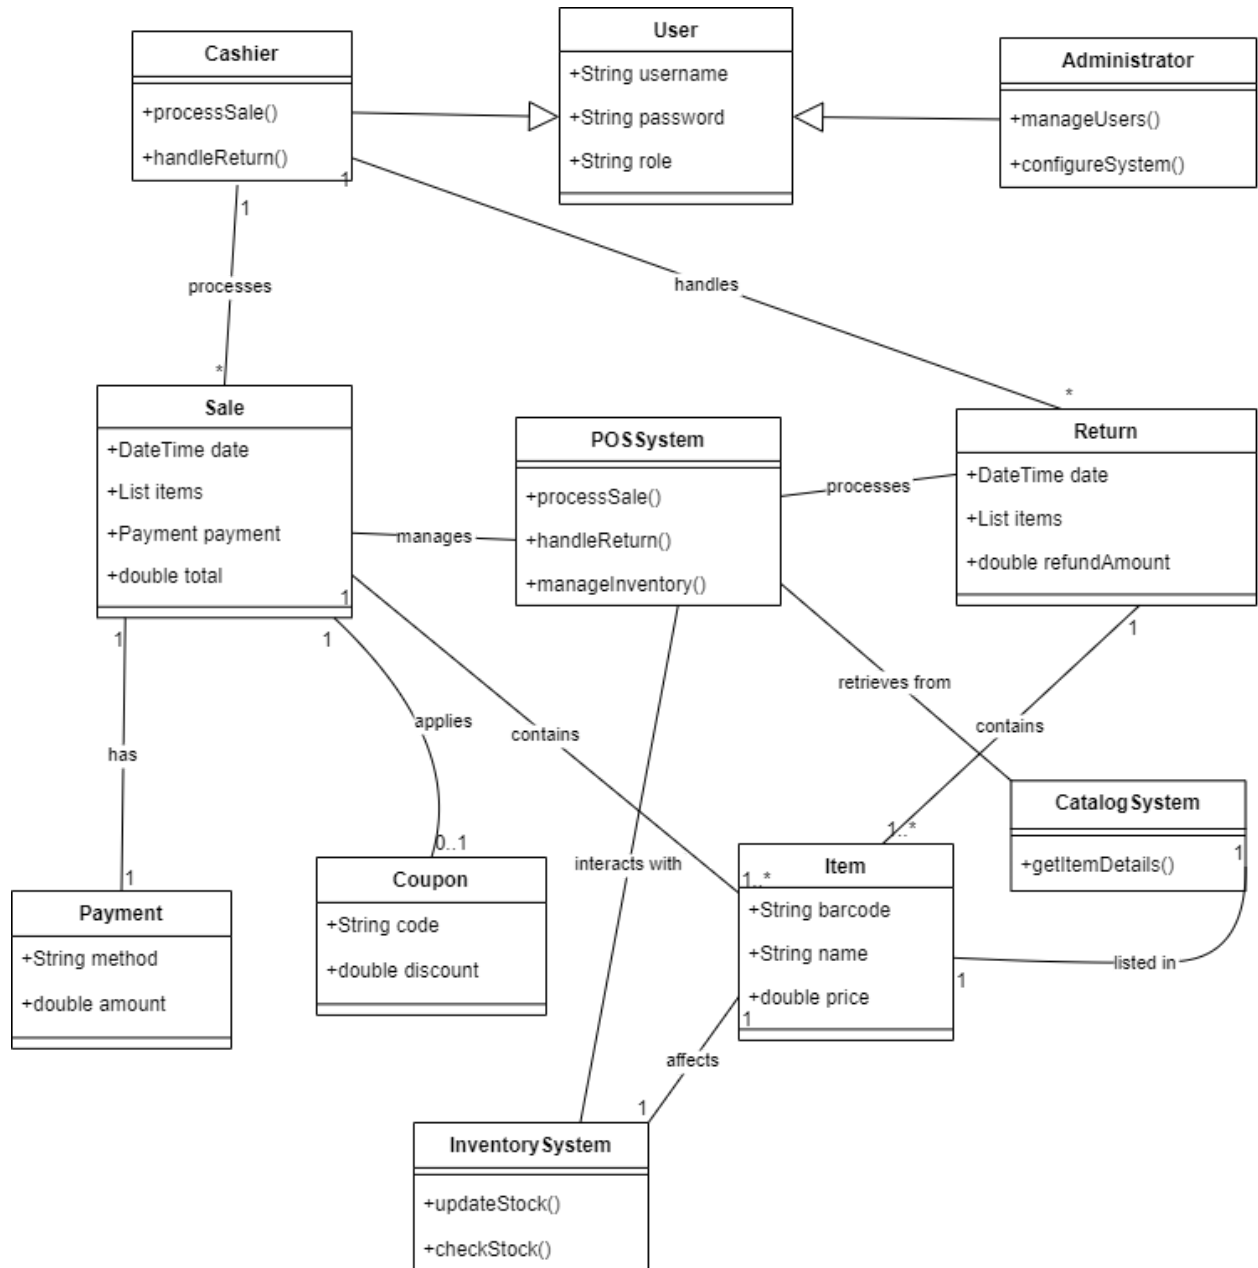 Cashier
+processSale()
+handleReturn()
1
1
User
+String username
+String password
+String role
Administrator
+manageUsers()
+configureSystem()
processes
handles
*
*
Sale
+DateTime date
+List items
+Payment payment
+double total
1
1
1
manages
POSSystem
+processSale()
+handleReturn()
+manageInventory()
processes
Return
+DateTime date
+List items
+double refundAmount
1
retrieves from
applies
contains
contains
has
interacts with
1
0..1
1..*
1..*
Payment
+String method
+double amount
Coupon
+String code
+double discount
Item
+String barcode
+String name
+double price
1
1
CatalogSystem
+getItemDetails()
1
listed in
affects
1
InventorySystem
+updateStock()
+checkStock()